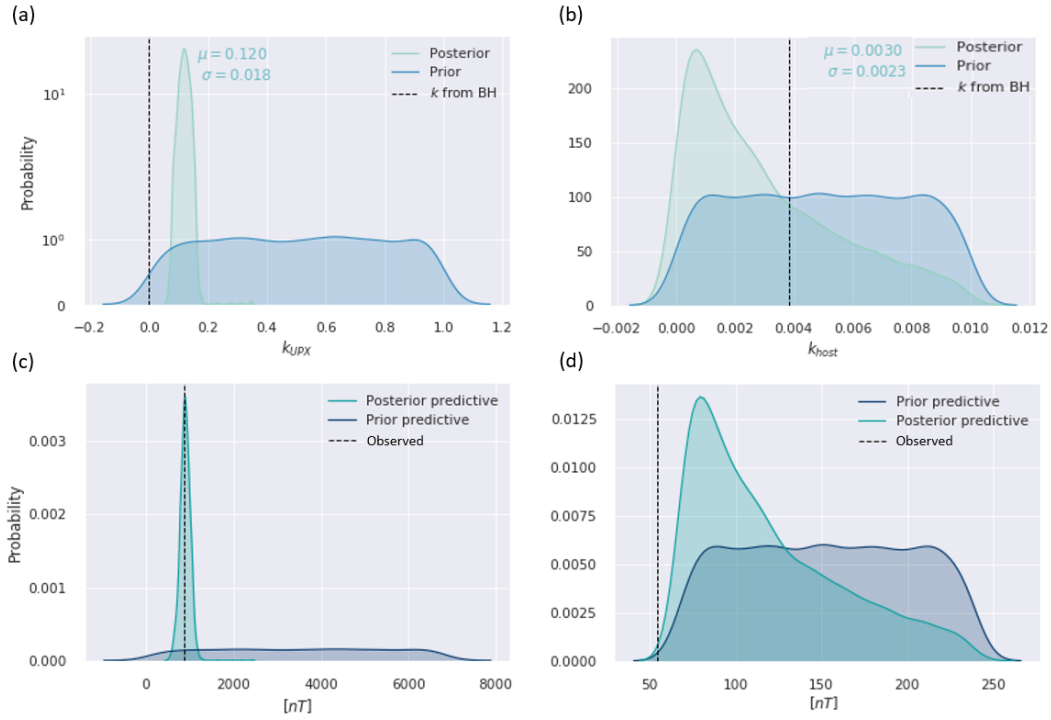 (a)
μ = 0.120
σ = 0.018
Posterior
Prior
k from BH
10¹
10⁰
0
Probability
−0.2 0.0 0.2 0.4 0.6 0.8 1.0 1.2
k_UPX
(b)
μ = 0.0030
σ = 0.0023
Posterior
Prior
k from BH
200
150
100
50
0
−0.002 0.000 0.002 0.004 0.006 0.008 0.010 0.012
k_host
(c)
Posterior predictive
Prior predictive
Observed
0.003
0.002
0.001
0.000
Probability
0 2000 4000 6000 8000
[nT]
(d)
Prior predictive
Posterior predictive
Observed
0.0125
0.0100
0.0075
0.0050
0.0025
0.0000
50 100 150 200 250
[nT]